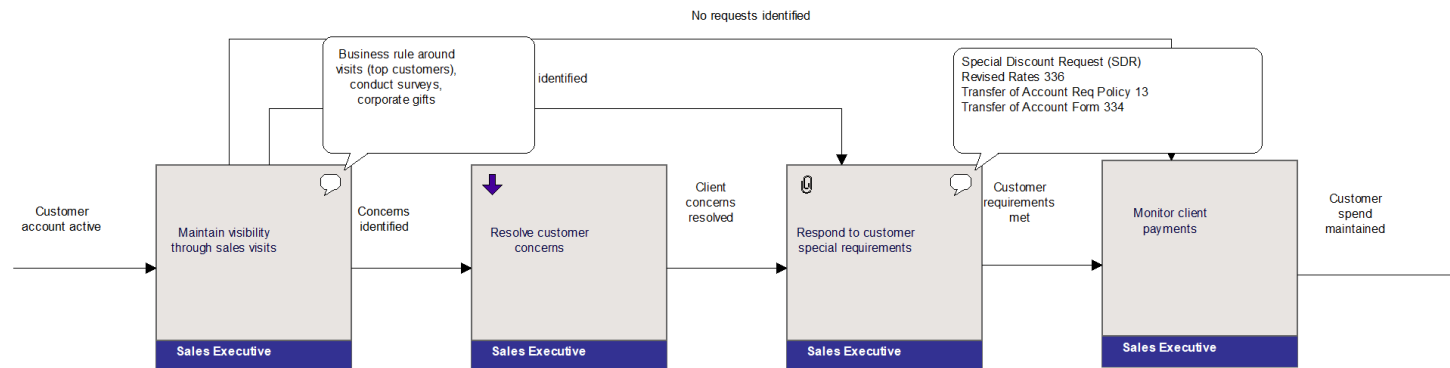 No requests identified
Business rule around
visits (top customers),
conduct surveys,
corporate gifts
identified
Special Discount Request (SDR)
Revised Rates 336
Transfer of Account Req Policy 13
Transfer of Account Form 334
Customer
account active
Maintain visibility
through sales visits
Sales Executive
Concerns
identified
Resolve customer
concerns
Sales Executive
Client
concerns
resolved
Respond to customer
special requirements
Sales Executive
Customer
requirements
met
Monitor client
payments
Sales Executive
Customer
spend
maintained